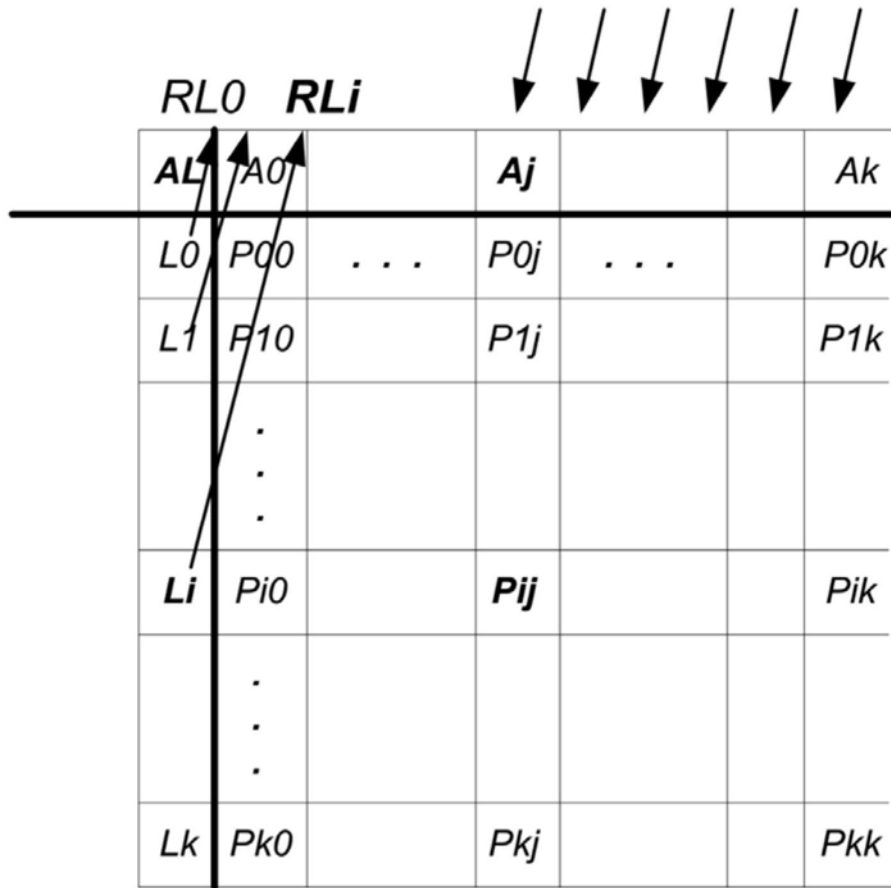 RL0 RLi
AL A0 Aj Ak
L0 P00 . . . P0j . . . P0k
L1 P10 P1j P1k
.
.
.
Li Pi0 Pij Pik
.
.
.
Lk Pk0 Pkj Pkk